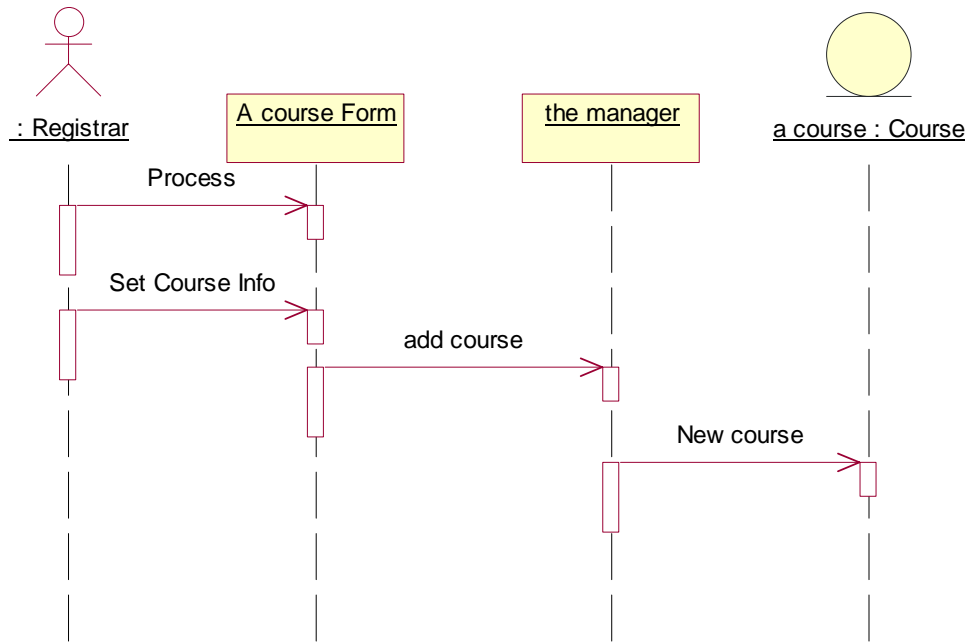 : Registrar
A course Form
the manager
a course : Course
Process
Set Course Info
add course
New course